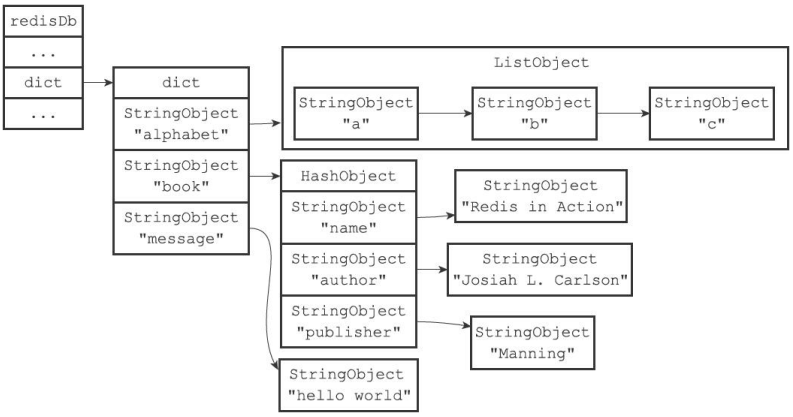 redisDb
...
dict
...
dict
StringObject
"alphabet"
StringObject
"book"
StringObject
"message"
ListObject
StringObject
"a"
StringObject
"b"
StringObject
"c"
HashObject
StringObject
"name"
StringObject
"author"
StringObject
"publisher"
StringObject
"Redis in Action"
StringObject
"Josiah L. Carlson"
StringObject
"Manning"
StringObject
"hello world"